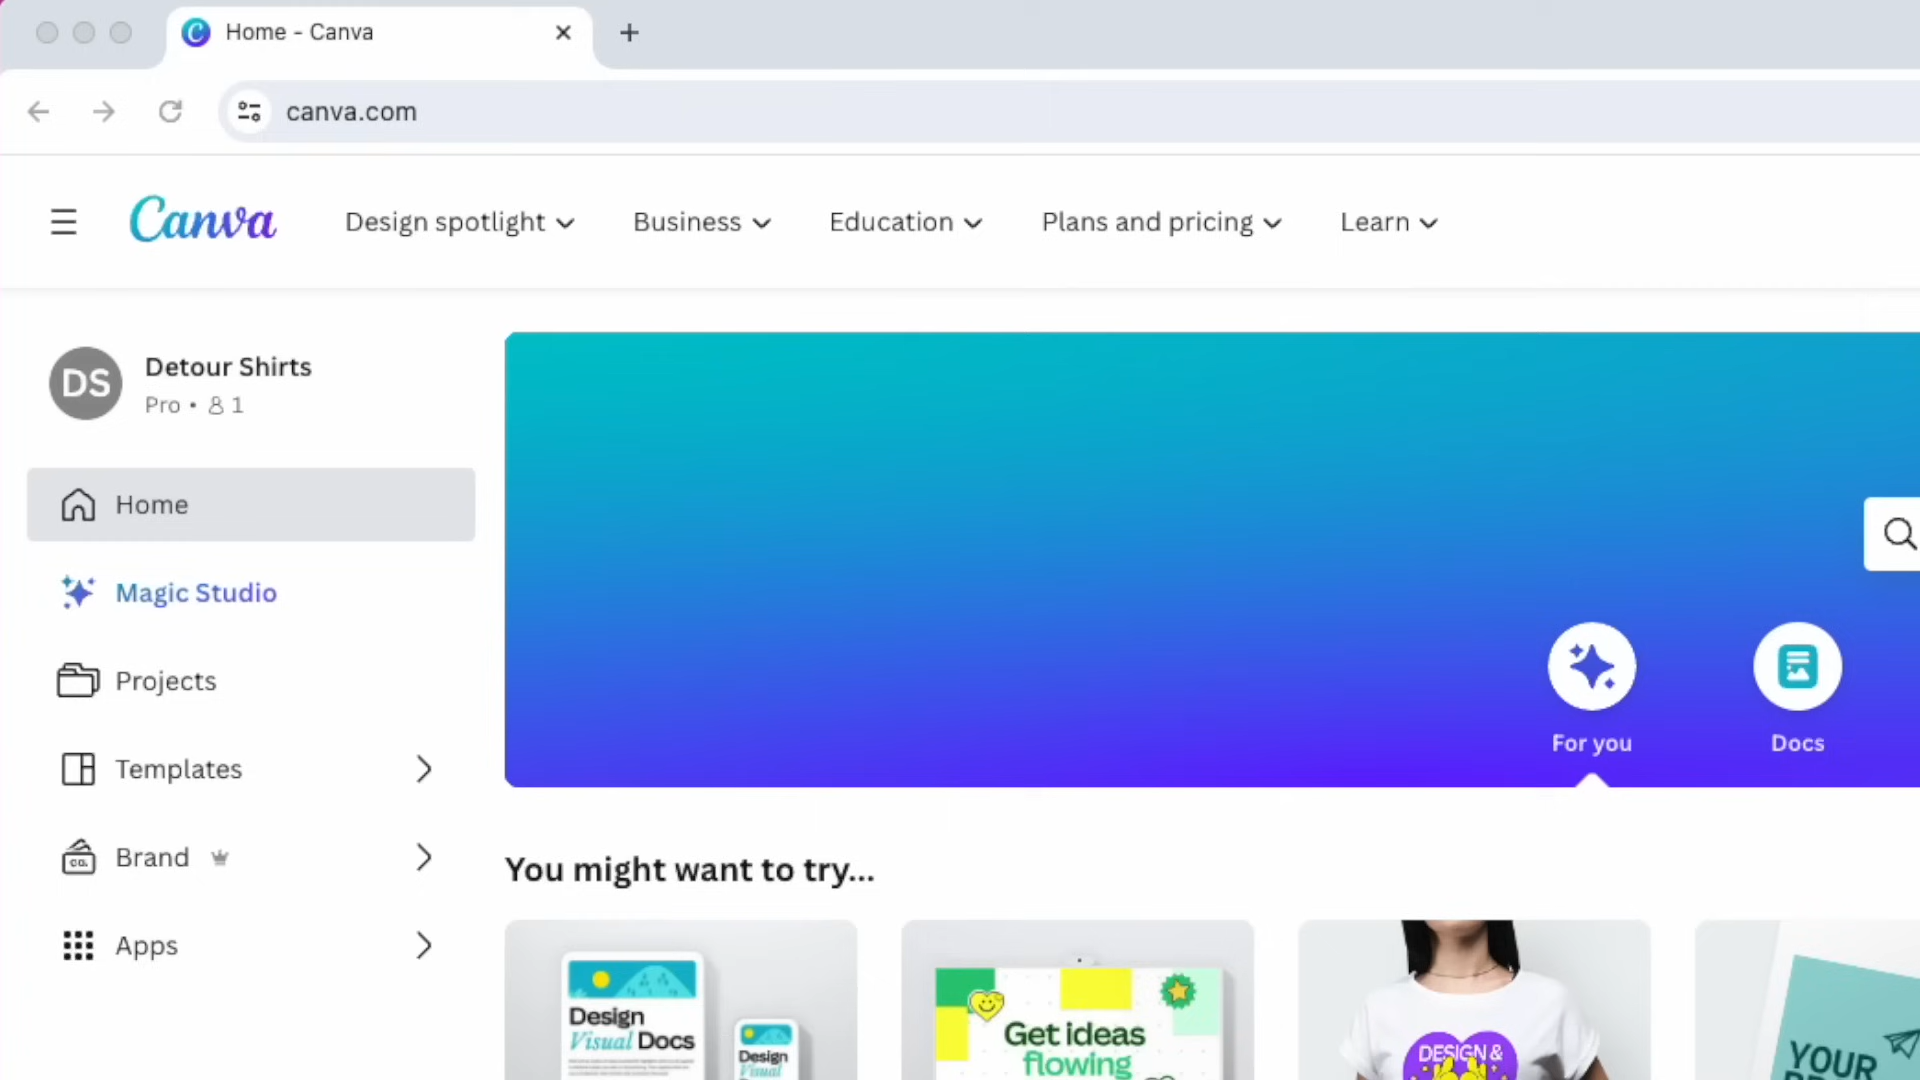 Home - Canva
canva.com
Canva
Design spotlight
Business
Education
Plans and pricing
Learn
DS
Detour Shirts
Pro • 1
Home
Magic Studio
Projects
Templates
CO.
Brand
Apps
For you
Docs
You might want to try...
Design
Visual Docs
Design
Visual
Get ideas
flowing
DESIGN &
YOUR